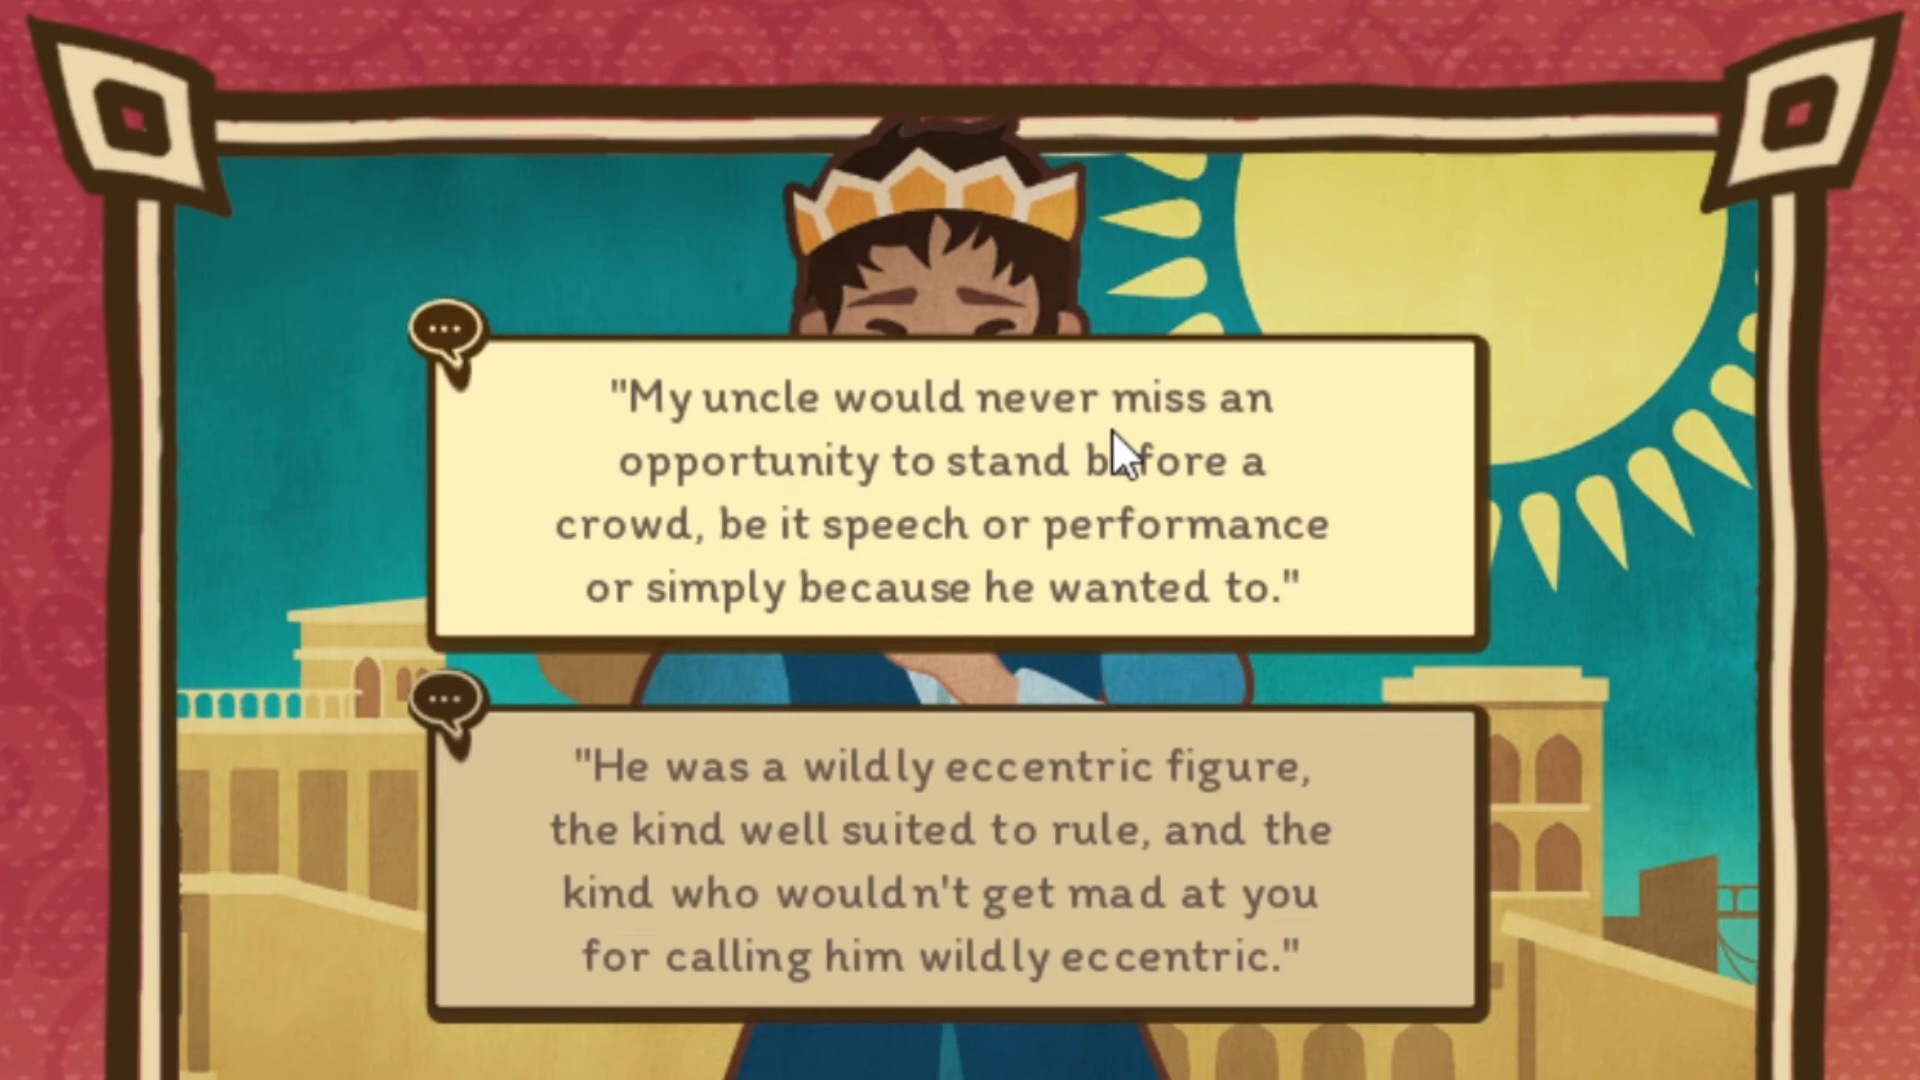 "My uncle would never miss an
opportunity to stand before a
crowd, be it speech or performance
or simply because he wanted to."
"He was a wildly eccentric figure,
the kind well suited to rule, and the
kind who wouldn't get mad at you
for calling him wildly eccentric."